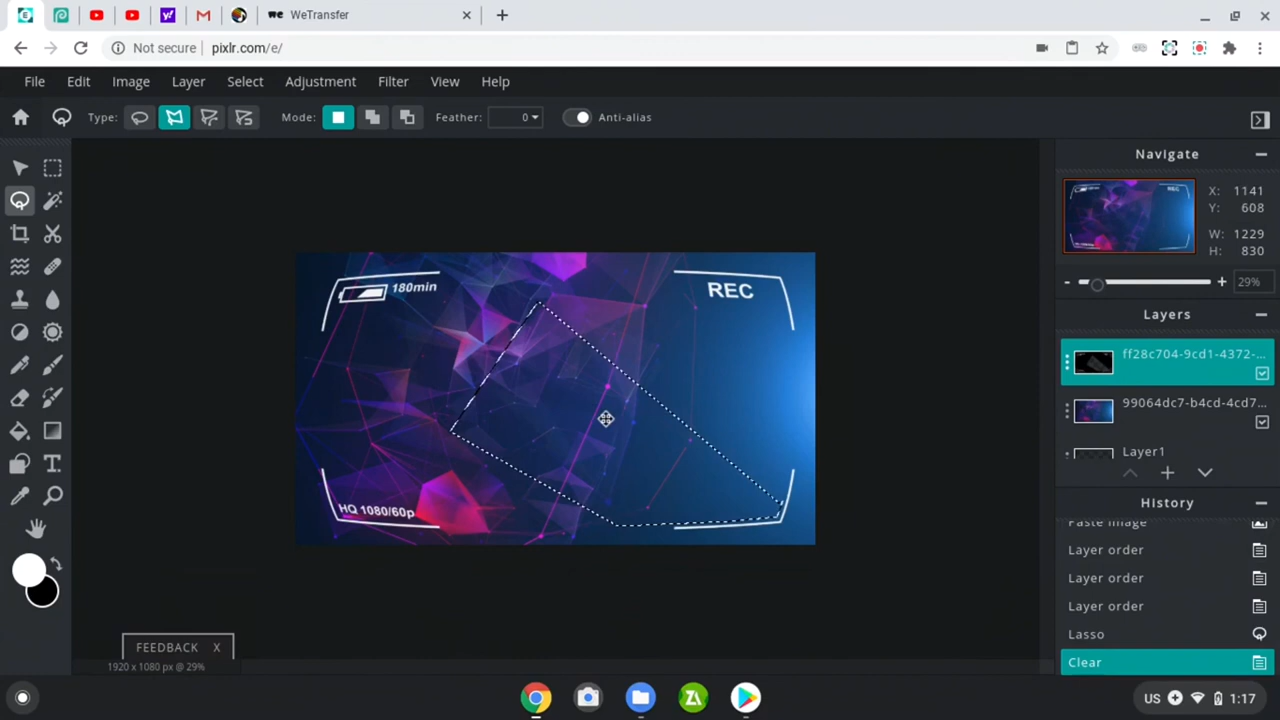 WeTransfer
Not secure pixlr.com/e/
File Edit Image Layer Select Adjustment Filter View Help
Type: Mode: Feather: 0 Anti-alias
Navigate
X: 1141
Y: 608
W: 1229
H: 830
- + 29%
180min
REC
HQ 1080/60p
Layers
ff28c704-9cd1-4372-...
99064dc7-b4cd-4cd7...
Layer1
History
Paste image
Layer order
Layer order
Layer order
Lasso
Clear
FEEDBACK X
1920 x 1080 px @ 29%
US 1:17